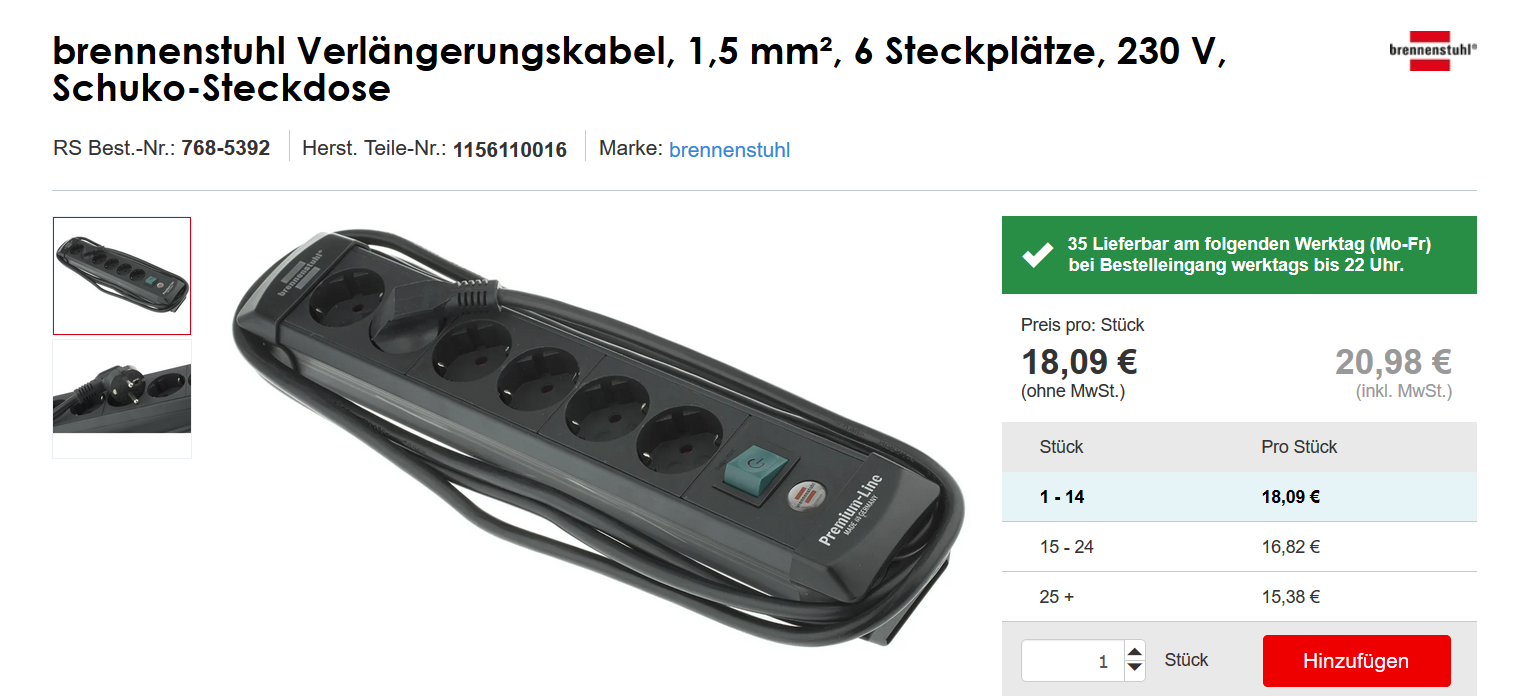 brennenstuhl Verlängerungskabel, 1,5 mm², 6 Steckplätze, 230 V,
Schuko-Steckdose
brennenstuhl®
RS Best.-Nr.: 768-5392 Herst. Teile-Nr.: 1156110016 Marke: brennenstuhl
brennenstuhl®
Premium-Line
MADE IN GERMANY
35 Lieferbar am folgenden Werktag (Mo-Fr)
bei Bestelleingang werktags bis 22 Uhr.
Preis pro: Stück
18,09 € 20,98 €
(ohne MwSt.) (inkl. MwSt.)
Stück Pro Stück
1 - 14 18,09 €
15 - 24 16,82 €
25 + 15,38 €
1 Stück Hinzufügen